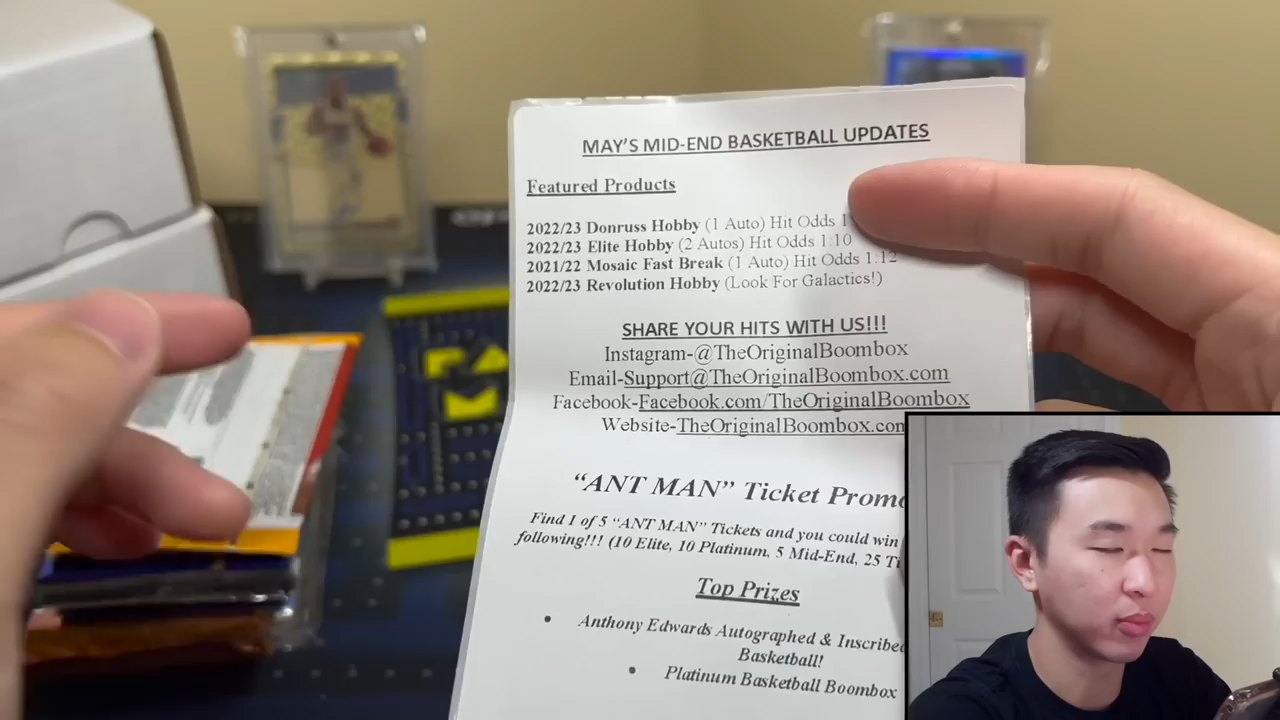 MAY'S MID-END BASKETBALL UPDATES
Featured Products
2022/23 Donruss Hobby (1 Auto) Hit Odds 1
2022/23 Elite Hobby (2 Autos) Hit Odds 1:10
2021/22 Mosaic Fast Break (1 Auto) Hit Odds 1.12
2022/23 Revolution Hobby (Look For Galactics!)
SHARE YOUR HITS WITH US!!!
Instagram-@TheOriginalBoombox
Email-Support@TheOriginalBoombox.com
Facebook-Facebook.com/TheOriginalBoombox
Website-TheOriginalBoombox.com
"ANT MAN" Ticket Promo
Find 1 of 5 "ANT MAN" Tickets and you could win
following!!! (10 Elite, 10 Platinum, 5 Mid-End, 25 Ti
Top Prizes
• Anthony Edwards Autographed & Inscribed
Basketball!
• Platinum Basketball Boombox